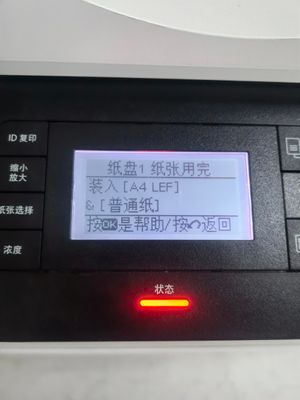 ID 复印
缩小
放大
纸张选择
浓度
纸盘1 纸张用完
装入[A4 LEF]
&[普通纸]
按OK是帮助/按↶返回
状态